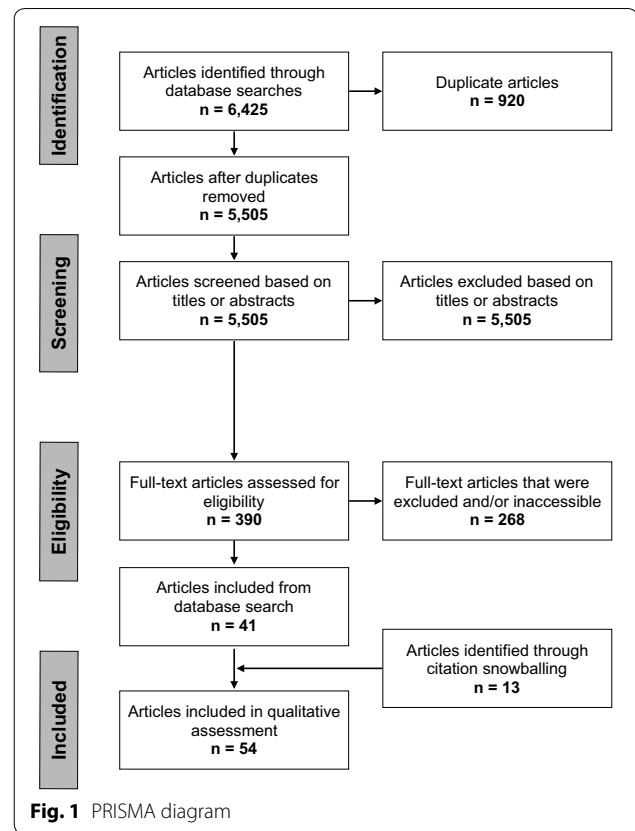 Identification
Articles identified through
database searches
n = 6,425
Duplicate articles
n = 920
Articles after duplicates
removed
n = 5,505
Screening
Articles screened based on
titles or abstracts
n = 5,505
Articles excluded based on
titles or abstracts
n = 5,505
Eligibility
Full-text articles assessed for
eligibility
n = 390
Full-text articles that were
excluded and/or inaccessible
n = 268
Articles included from
database search
n = 41
Included
Articles identified through
citation snowballing
n = 13
Articles included in qualitative
assessment
n = 54
Fig. 1 PRISMA diagram